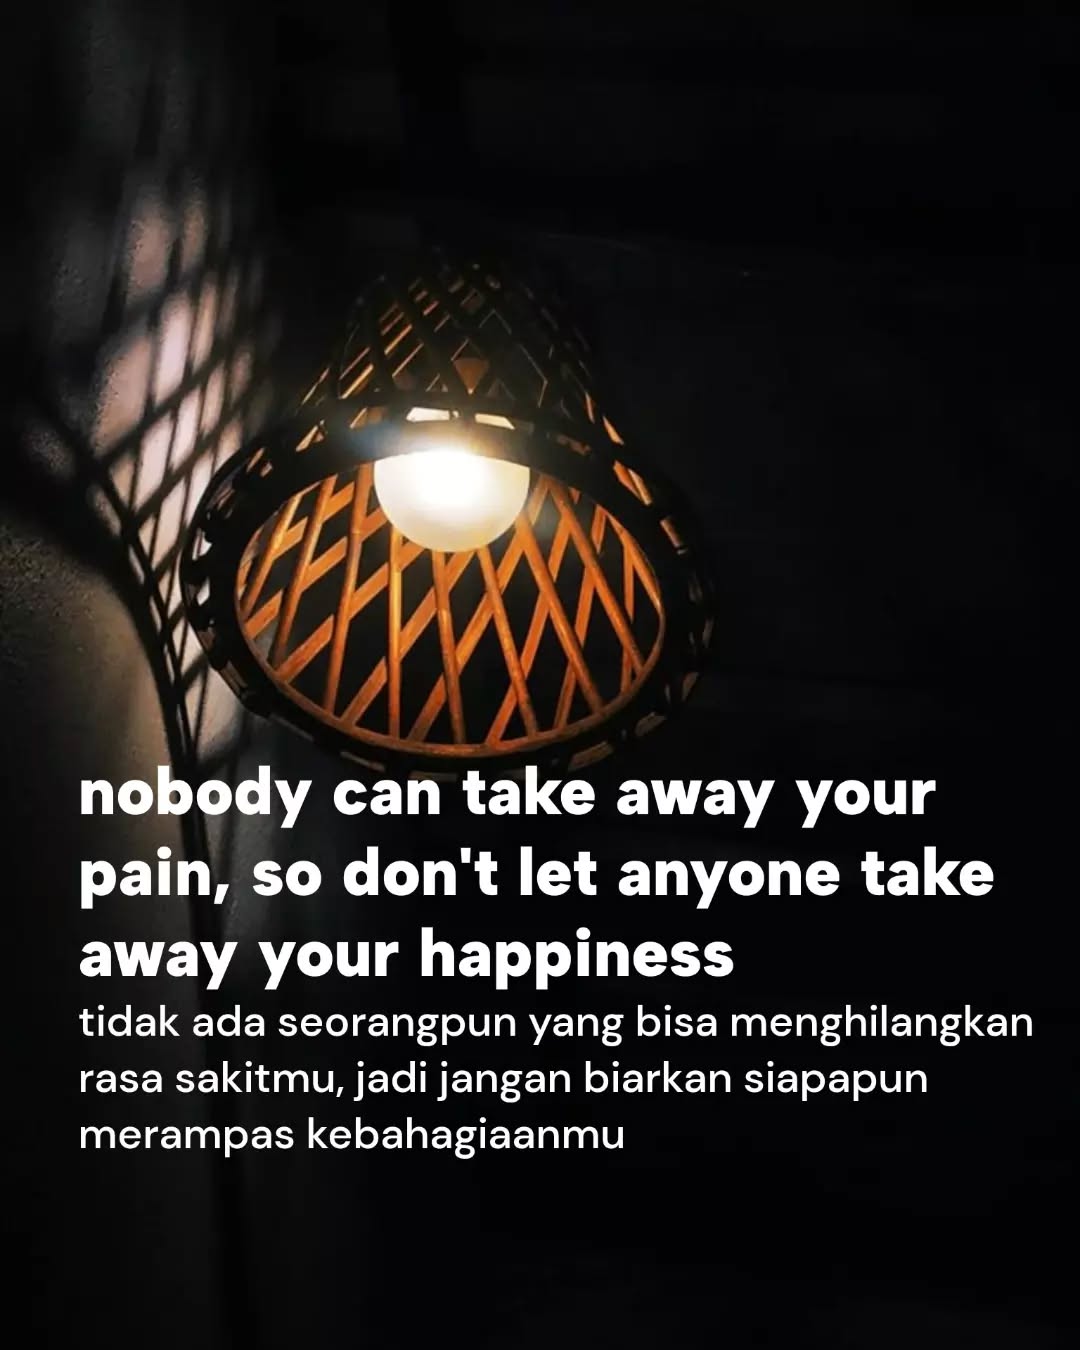 nobody can take away your
pain, so don't let anyone take
away your happiness
tidak ada seorangpun yang bisa menghilangkan
rasa sakitmu, jadi jangan biarkan siapapun
merampas kebahagiaanmu